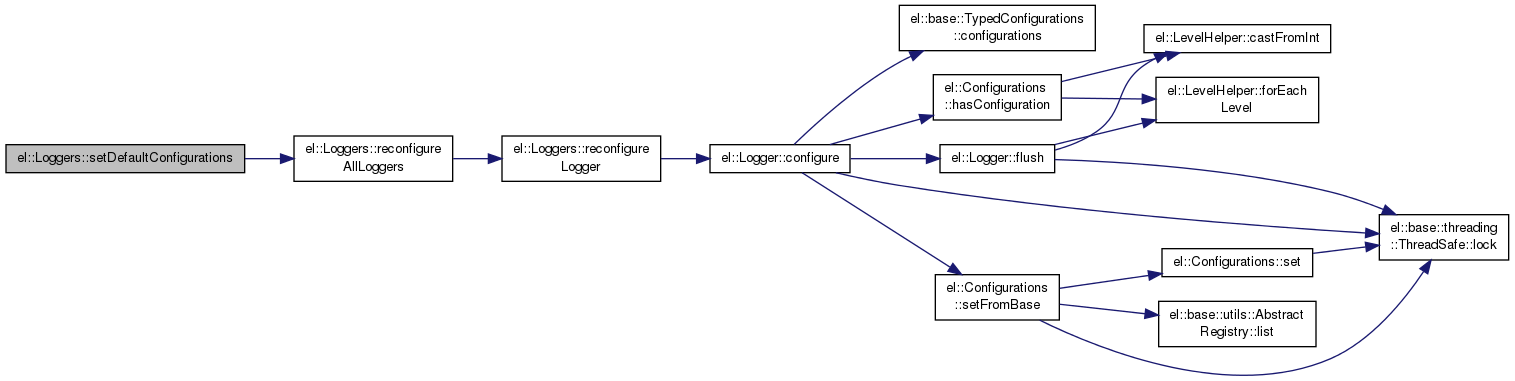 el::Loggers::setDefaultConfigurations
el::Loggers::reconfigure
AllLoggers
el::Loggers::reconfigure
Logger
el::Logger::configure
el::base::TypedConfigurations
::configurations
el::Configurations
::hasConfiguration
el::Logger::flush
el::Configurations
::setFromBase
el::LevelHelper::castFromInt
el::LevelHelper::forEach
Level
el::Configurations::set
el::base::utils::Abstract
Registry::list
el::base::threading
::ThreadSafe::lock